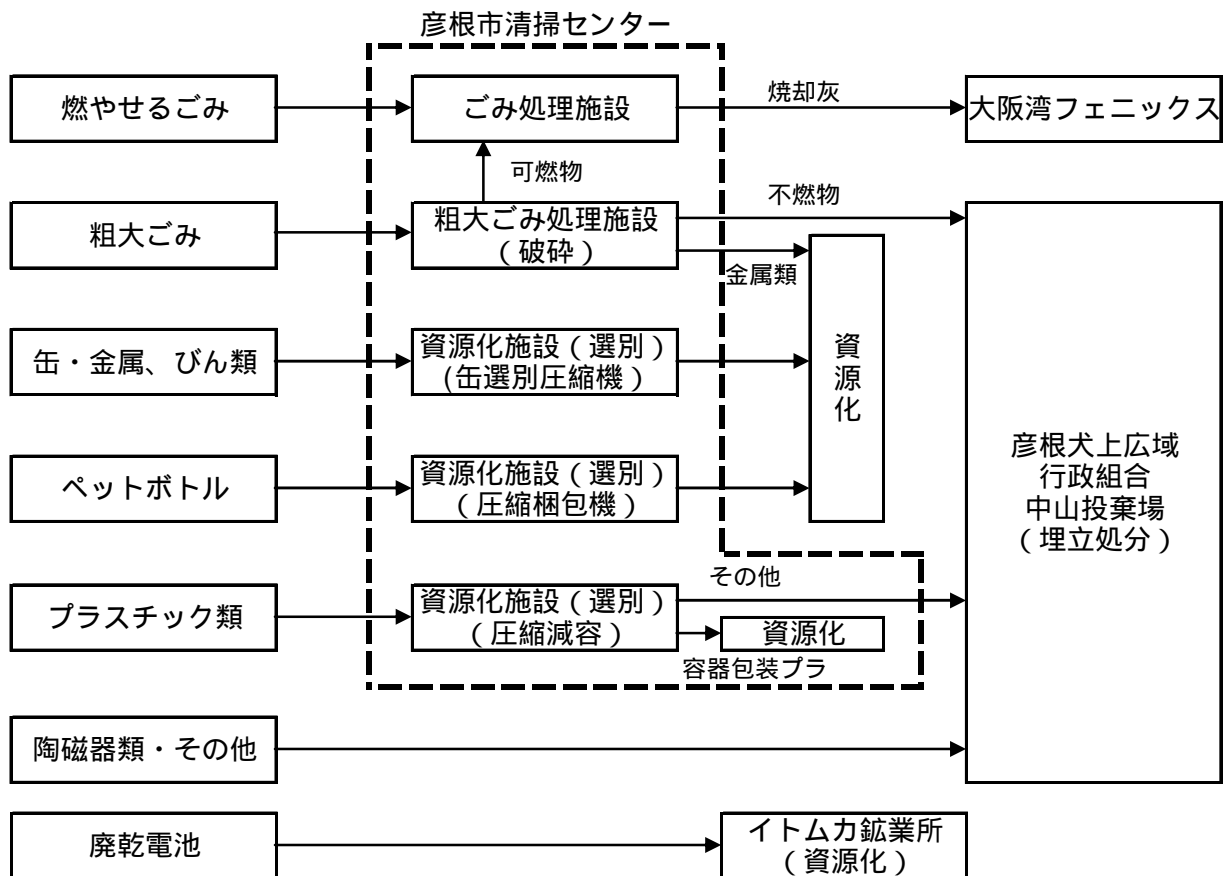 彦根市清掃センター
燃やせるごみ
ごみ処理施設
焼却灰
大阪湾フェニックス
可燃物
粗大ごみ
粗大ごみ処理施設
（破砕）
不燃物
金属類
缶・金属、びん類
資源化施設（選別）
(缶選別圧縮機）
資源化
ペットボトル
資源化施設（選別）
（圧縮梱包機）
彦根犬上広域
行政組合
中山投棄場
（埋立処分）
プラスチック類
資源化施設（選別）
（圧縮減容）
その他
資源化
容器包装プラ
陶磁器類・その他
廃乾電池
イトムカ鉱業所
（資源化）